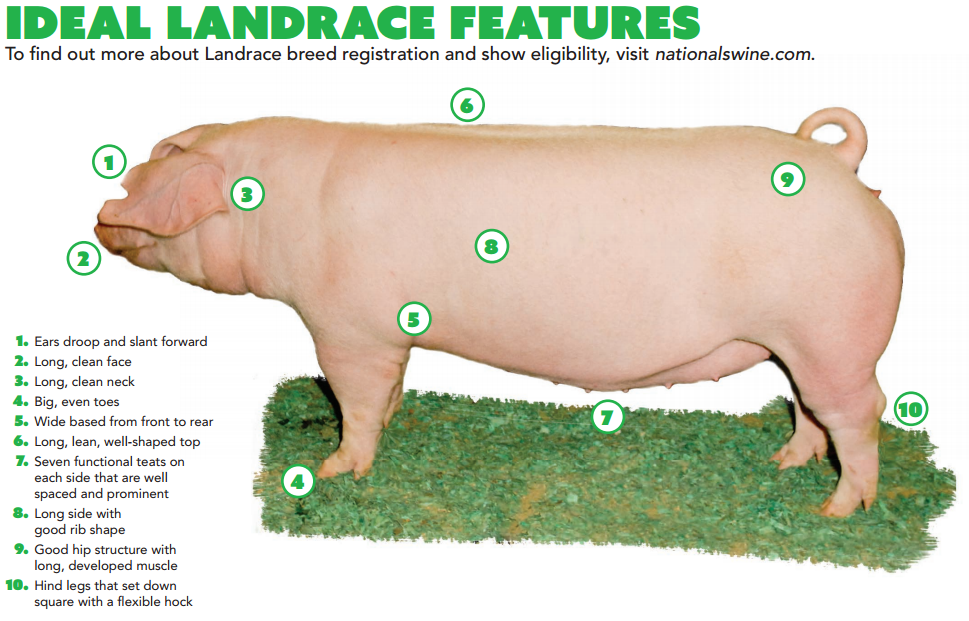 IDEAL LANDRACE FEATURES
To find out more about Landrace breed registration and show eligibility, visit nationalswine.com.
6
1
3
9
2
8
5
10
7
4
1. Ears droop and slant forward
2. Long, clean face
3. Long, clean neck
4. Big, even toes
5. Wide based from front to rear
6. Long, lean, well-shaped top
7. Seven functional teats on
each side that are well
spaced and prominent
8. Long side with
good rib shape
9. Good hip structure with
long, developed muscle
10. Hind legs that set down
square with a flexible hock